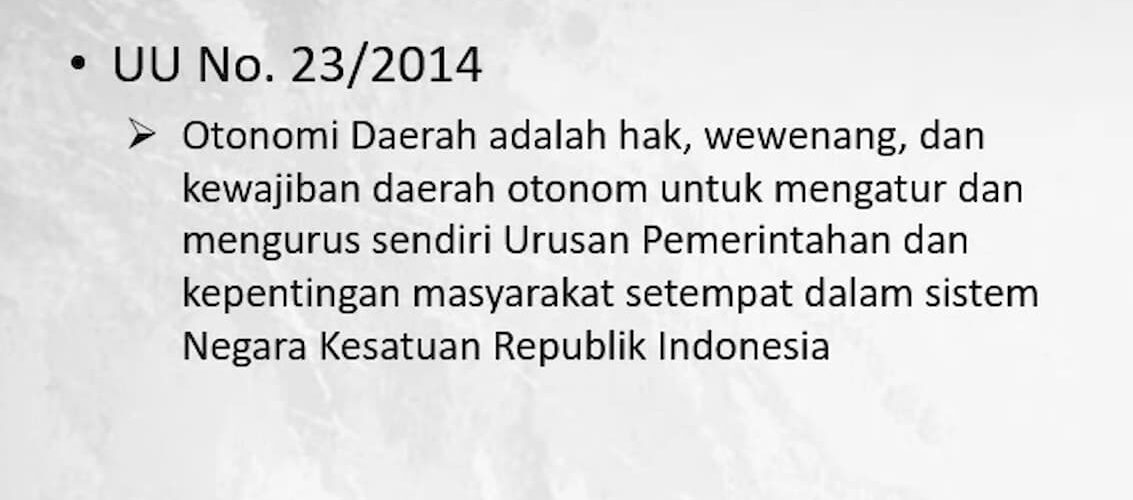 • UU No. 23/2014
➢ Otonomi Daerah adalah hak, wewenang, dan
kewajiban daerah otonom untuk mengatur dan
mengurus sendiri Urusan Pemerintahan dan
kepentingan masyarakat setempat dalam sistem
Negara Kesatuan Republik Indonesia